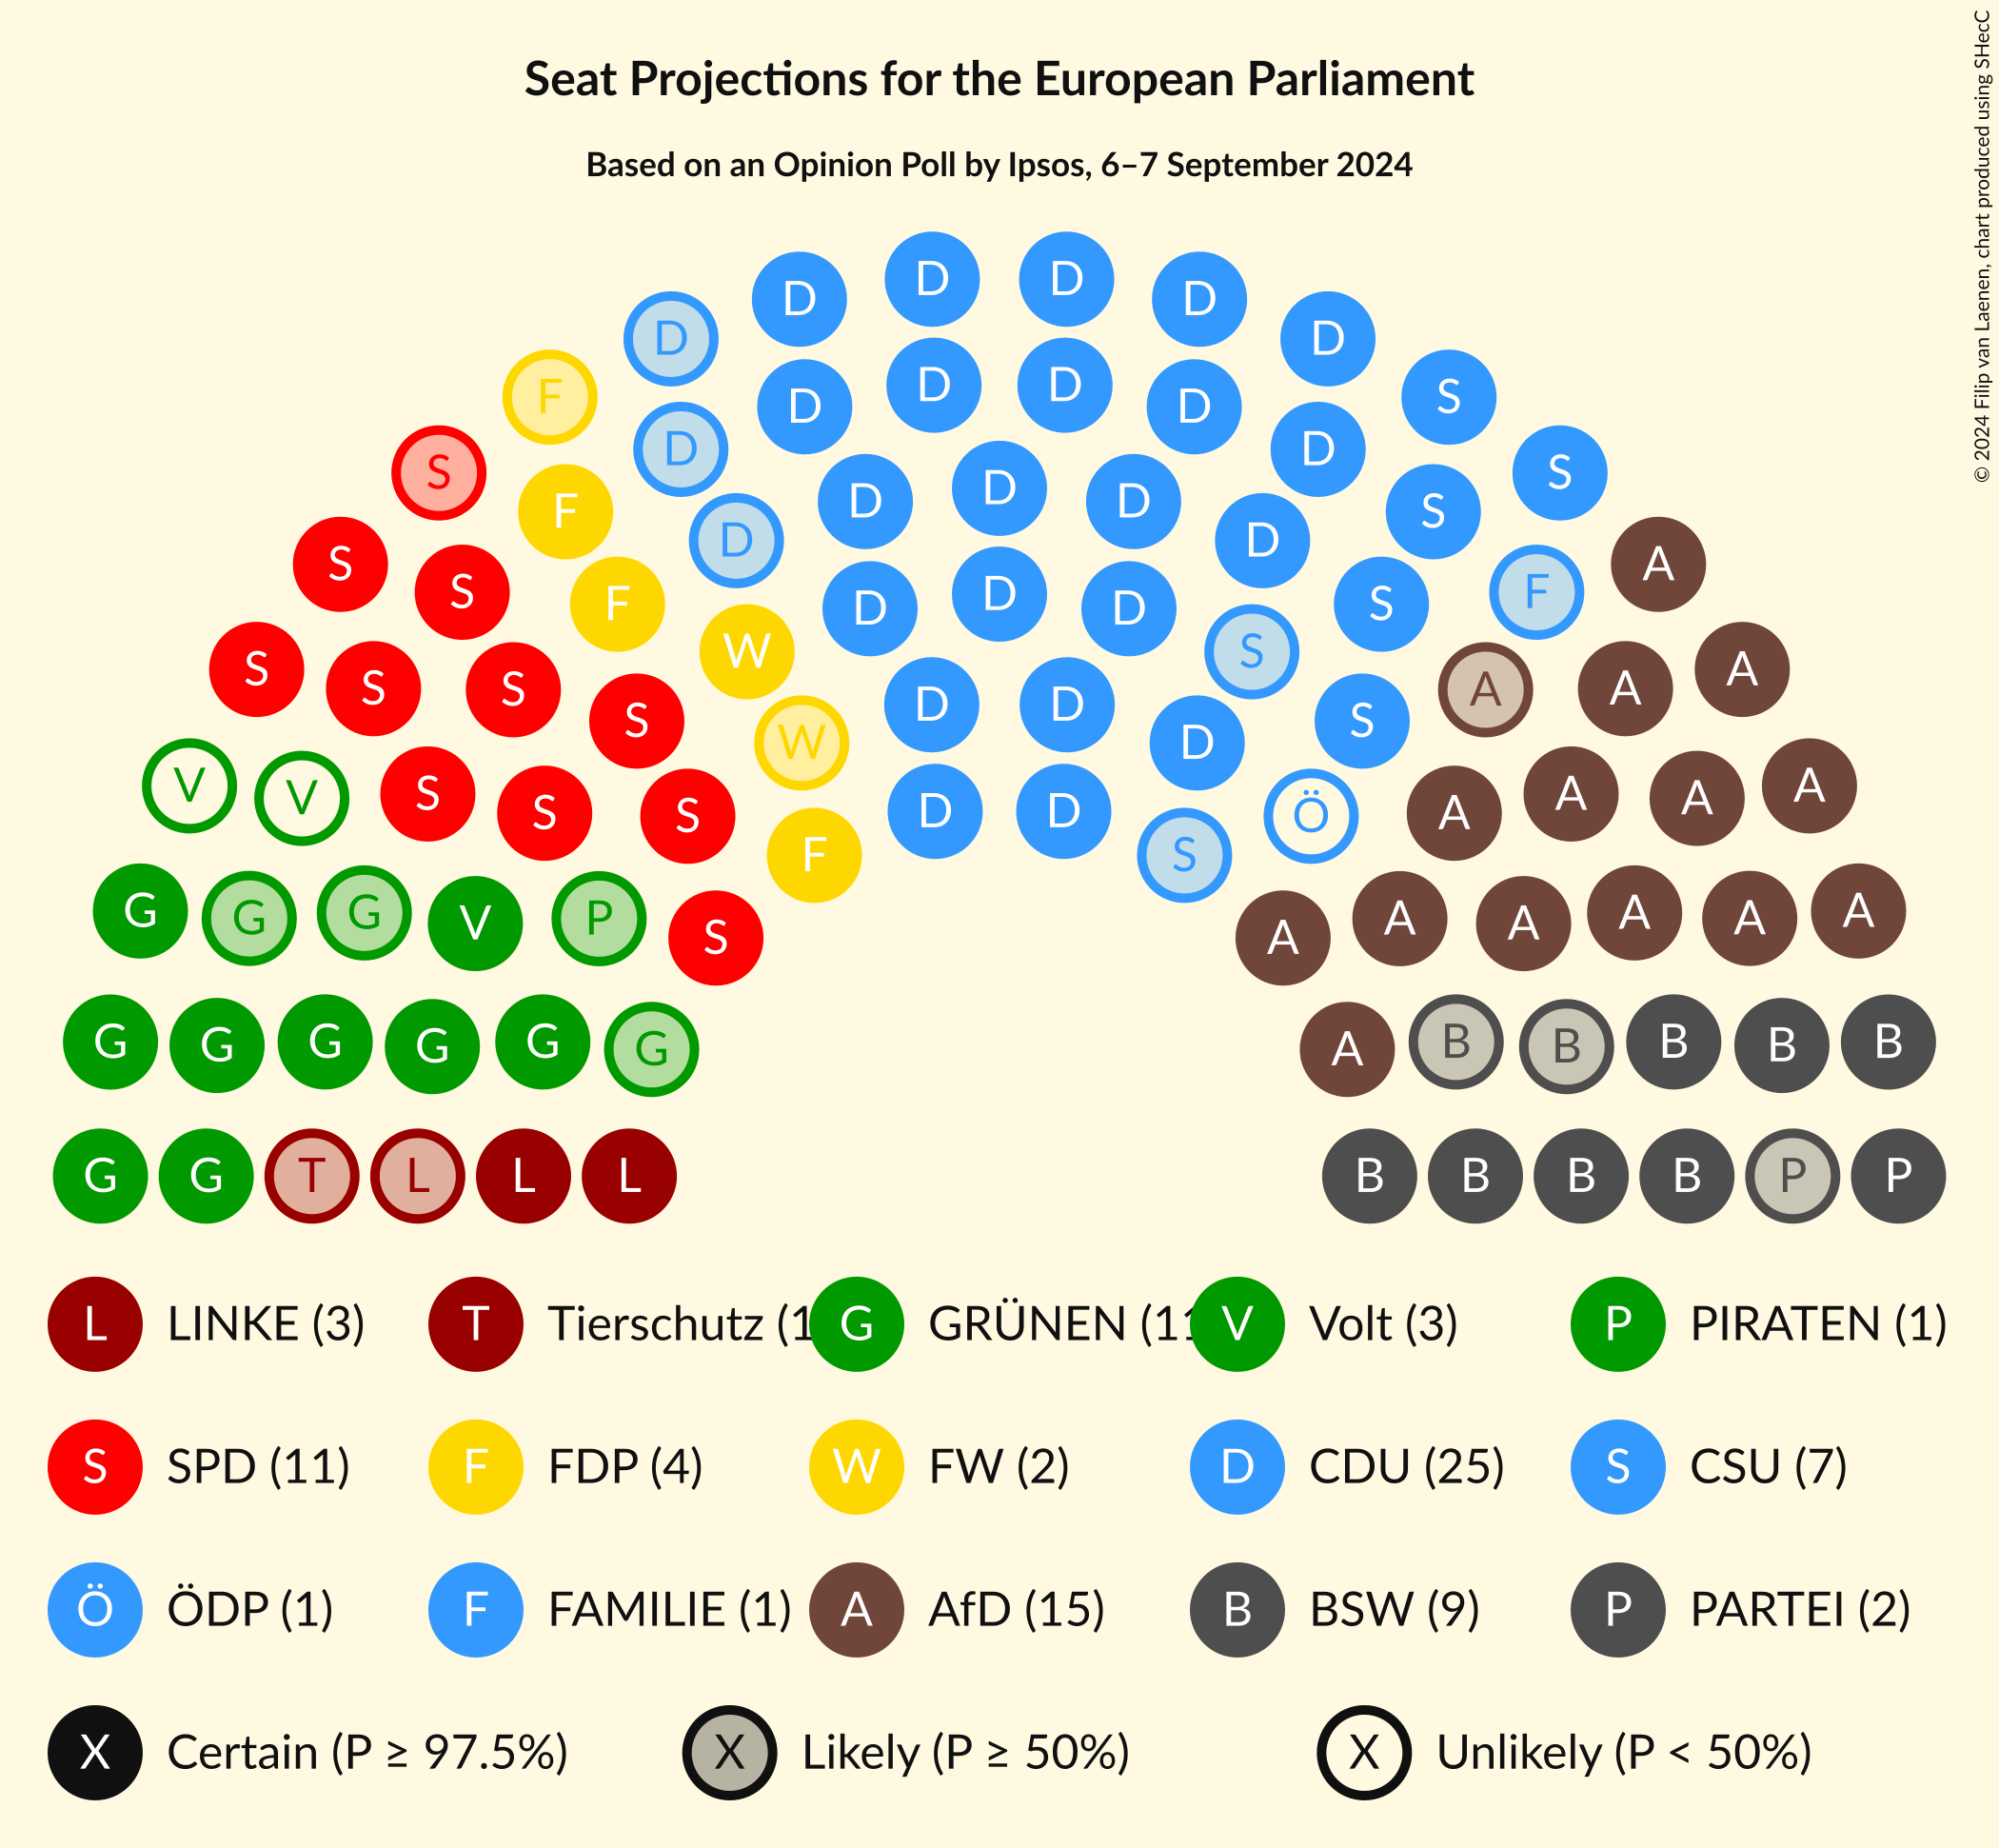 Seat Projections for the European Parliament
Based on an Opinion Poll by Ipsos, 6–7 September 2024
© 2024 Filip van Laenen, chart produced using SHecC
D D D D
D D
F D D D D D S
S D D S
F D D D S
S S F D D D D S F A
S S S F W D D D S S A A A
S W D D D S
V V S S S F D D S Ö A A A A
G G G V P S A A A A A A
G G G G G G A B B B B B
G G T L L L B B B B P P
L LINKE (3) T Tierschutz (1 G GRÜNEN (11 V Volt (3) P PIRATEN (1)
S SPD (11) F FDP (4) W FW (2) D CDU (25) S CSU (7)
Ö ÖDP (1) F FAMILIE (1) A AfD (15) B BSW (9) P PARTEI (2)
X Certain (P ≥ 97.5%) X Likely (P ≥ 50%) X Unlikely (P < 50%)